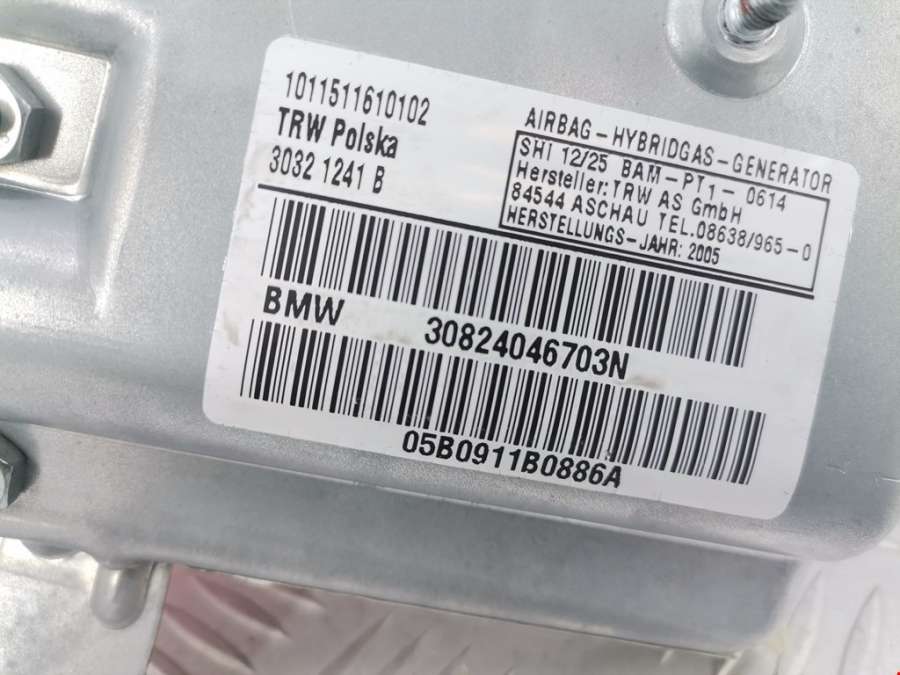 1011511610102
TRW Polska
3032 1241 B
AIRBAG-HYBRIDGAS-GENERATOR
SHI 12/25 BAM-PT1- 0614
Hersteller:TRW AS GmbH
84544 ASCHAU TEL.08638/965-0
HERSTELLUNGS-JAHR: 2005
BMW 30824046703N
05B0911B0886A